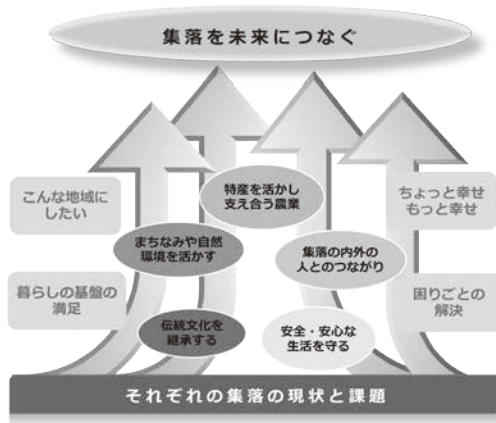 集落を未来につなぐ
特産を活かし
支え合う農業
こんな地域に
したい
ちょっと幸せ
もっと幸せ
まちなみや自然
環境を活かす
集落の内外の
人とのつながり
暮らしの基盤の
満足
困りごとの
解決
伝統文化を
継承する
安全・安心な
生活を守る
それぞれの集落の現状と課題